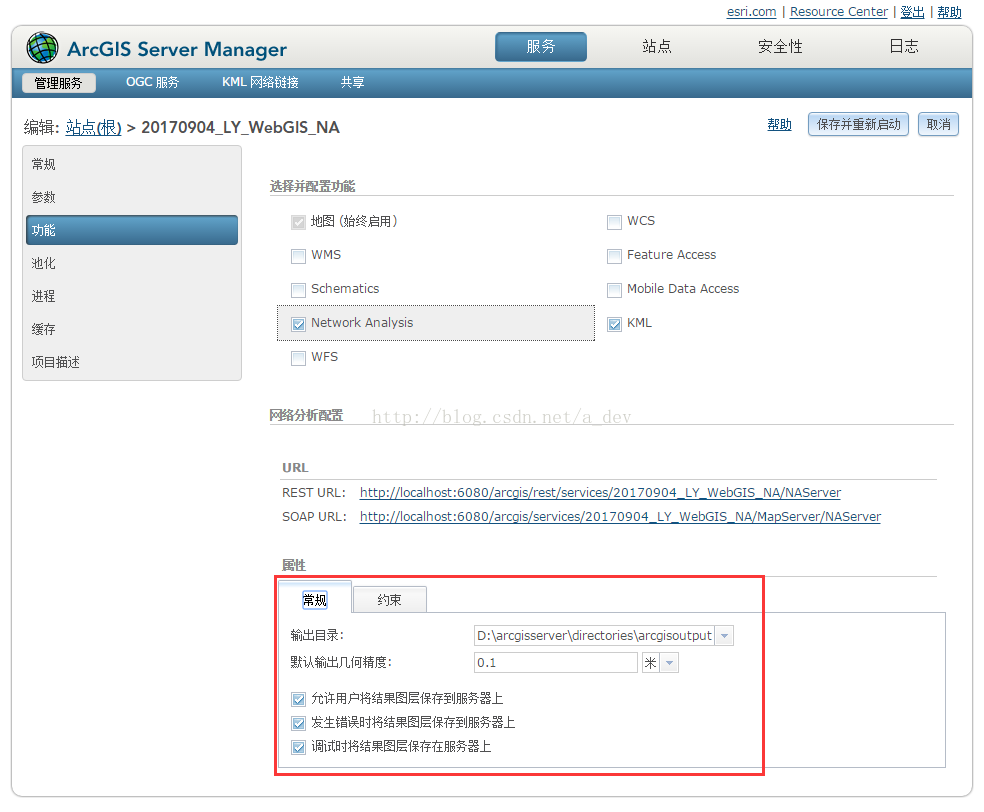 esri.com | Resource Center | 登出 | 帮助
ArcGIS Server Manager
服务 站点 安全性 日志
管理服务 OGC 服务 KML 网络链接 共享
编辑: 站点(根) > 20170904_LY_WebGIS_NA
帮助 保存并重新启动 取消
常规
参数
功能
池化
进程
缓存
项目描述
选择并配置功能
地图 (始终启用) WCS
WMS Feature Access
Schematics Mobile Data Access
Network Analysis KML
WFS
网络分析配置
http://blog.csdn.net/a_dev
URL
REST URL: http://localhost:6080/arcgis/rest/services/20170904_LY_WebGIS_NA/NAServer
SOAP URL: http://localhost:6080/arcgis/services/20170904_LY_WebGIS_NA/MapServer/NAServer
属性
常规 约束
输出目录: D:\arcgisserver\directories\arcgisoutput
默认输出几何精度: 0.1 米
允许用户将结果图层保存到服务器上
发生错误时将结果图层保存到服务器上
调试时将结果图层保存在服务器上